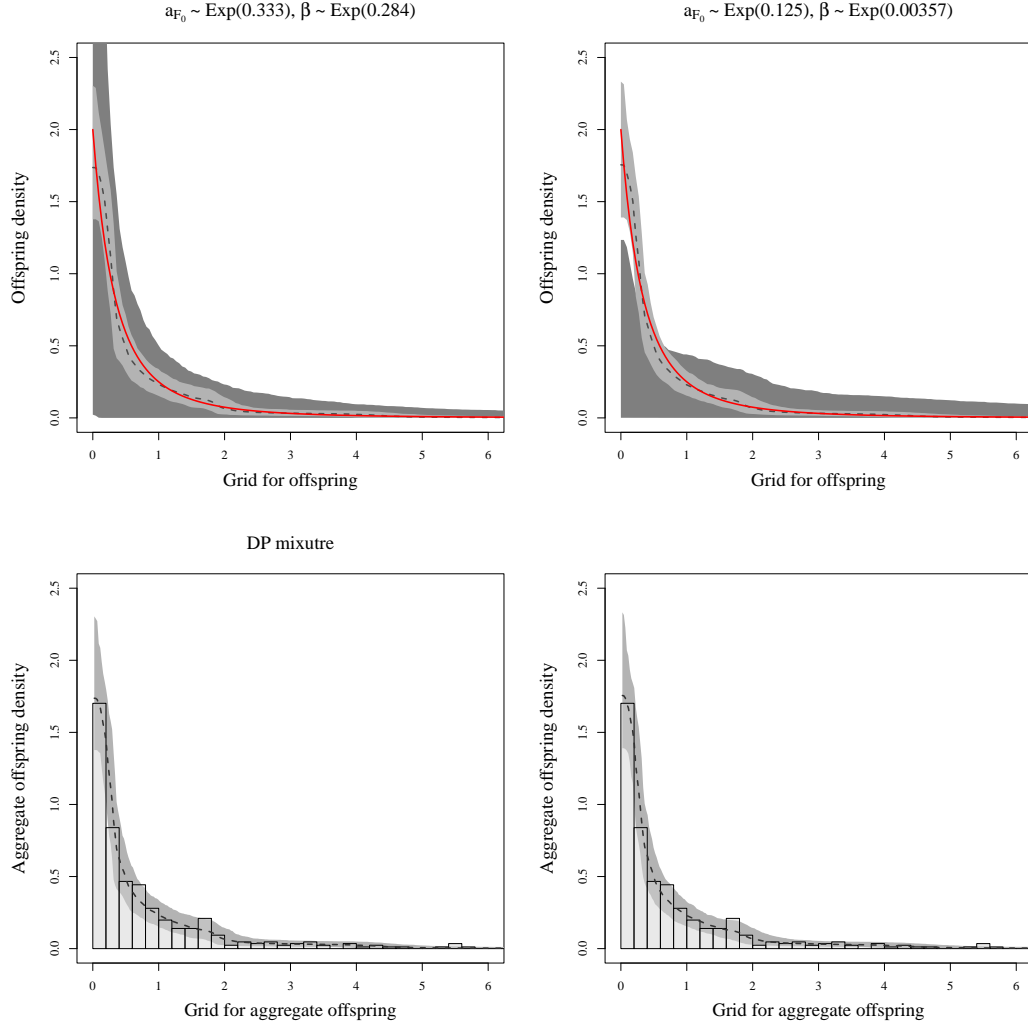 a_F₀ ~ Exp(0.333), β ~ Exp(0.284)
Offspring density
2.5
2.0
1.5
1.0
0.5
0.0
0 1 2 3 4 5 6
Grid for offspring
a_F₀ ~ Exp(0.125), β ~ Exp(0.00357)
Offspring density
2.5
2.0
1.5
1.0
0.5
0.0
0 1 2 3 4 5 6
Grid for offspring
DP mixutre
Aggregate offspring density
2.5
2.0
1.5
1.0
0.5
0.0
0 1 2 3 4 5 6
Grid for aggregate offspring
Aggregate offspring density
2.5
2.0
1.5
1.0
0.5
0.0
0 1 2 3 4 5 6
Grid for aggregate offspring